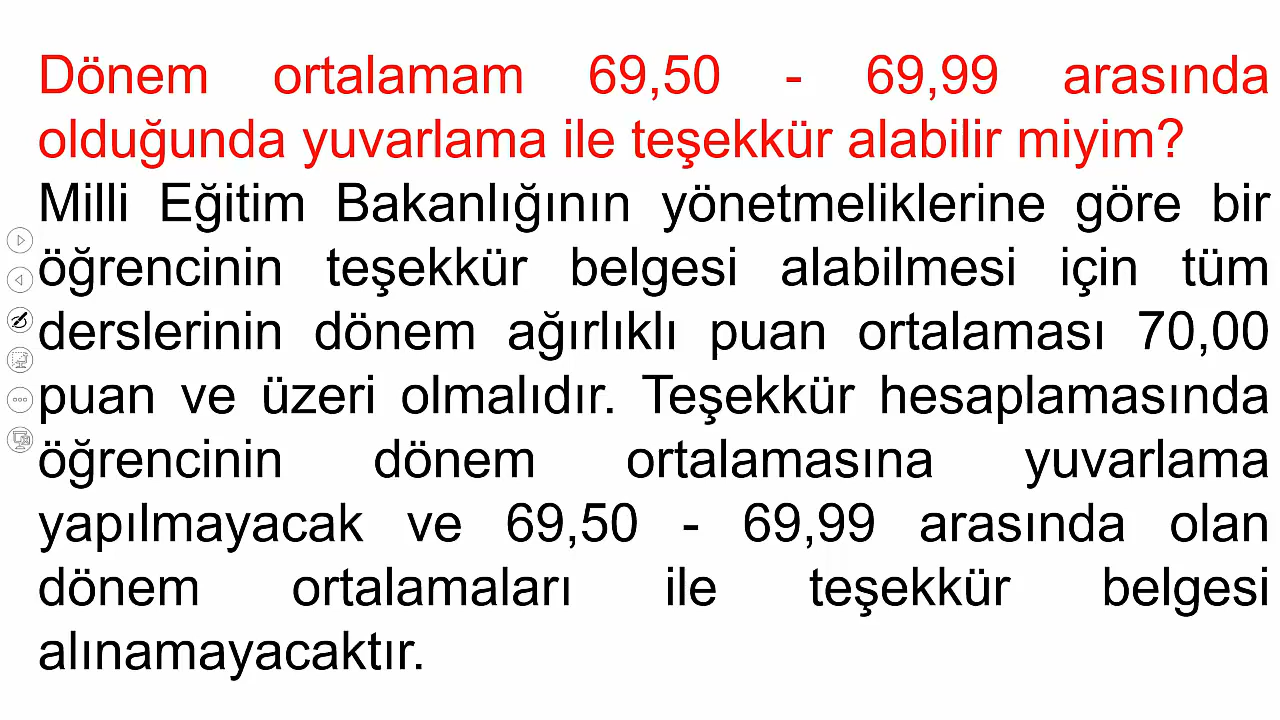 Dönem ortalamam 69,50 - 69,99 arasında
olduğunda yuvarlama ile teşekkür alabilir miyim?
Milli Eğitim Bakanlığının yönetmeliklerine göre bir
öğrencinin teşekkür belgesi alabilmesi için tüm
derslerinin dönem ağırlıklı puan ortalaması 70,00
puan ve üzeri olmalıdır. Teşekkür hesaplamasında
öğrencinin dönem ortalamasına yuvarlama
yapılmayacak ve 69,50 - 69,99 arasında olan
dönem ortalamaları ile teşekkür belgesi
alınamayacaktır.